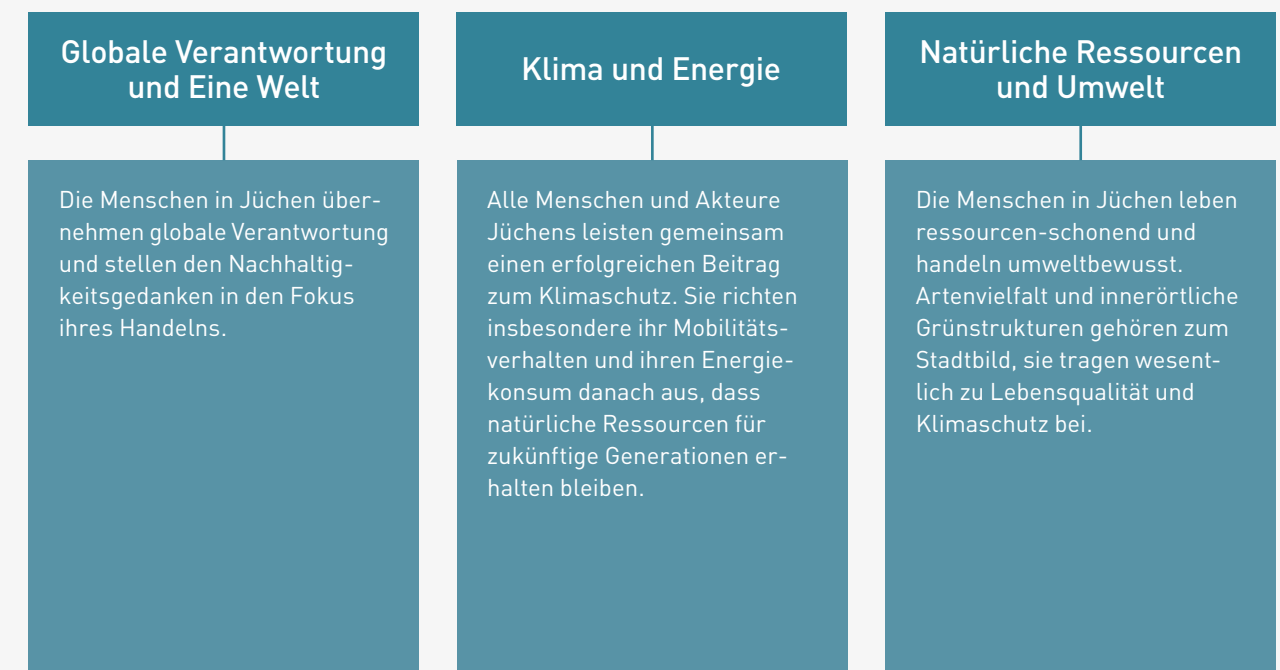 Globale Verantwortung
und Eine Welt
Die Menschen in Jüchen über-
nehmen globale Verantwortung
und stellen den Nachhaltig-
keitsgedanken in den Fokus
ihres Handelns.
Klima und Energie
Alle Menschen und Akteure
Jüchens leisten gemeinsam
einen erfolgreichen Beitrag
zum Klimaschutz. Sie richten
insbesondere ihr Mobilitäts-
verhalten und ihren Energie-
konsum danach aus, dass
natürliche Ressourcen für
zukünftige Generationen er-
halten bleiben.
Natürliche Ressourcen
und Umwelt
Die Menschen in Jüchen leben
ressourcen-schonend und
handeln umweltbewusst.
Artenvielfalt und innerörtliche
Grünstrukturen gehören zum
Stadtbild, sie tragen wesent-
lich zu Lebensqualität und
Klimaschutz bei.